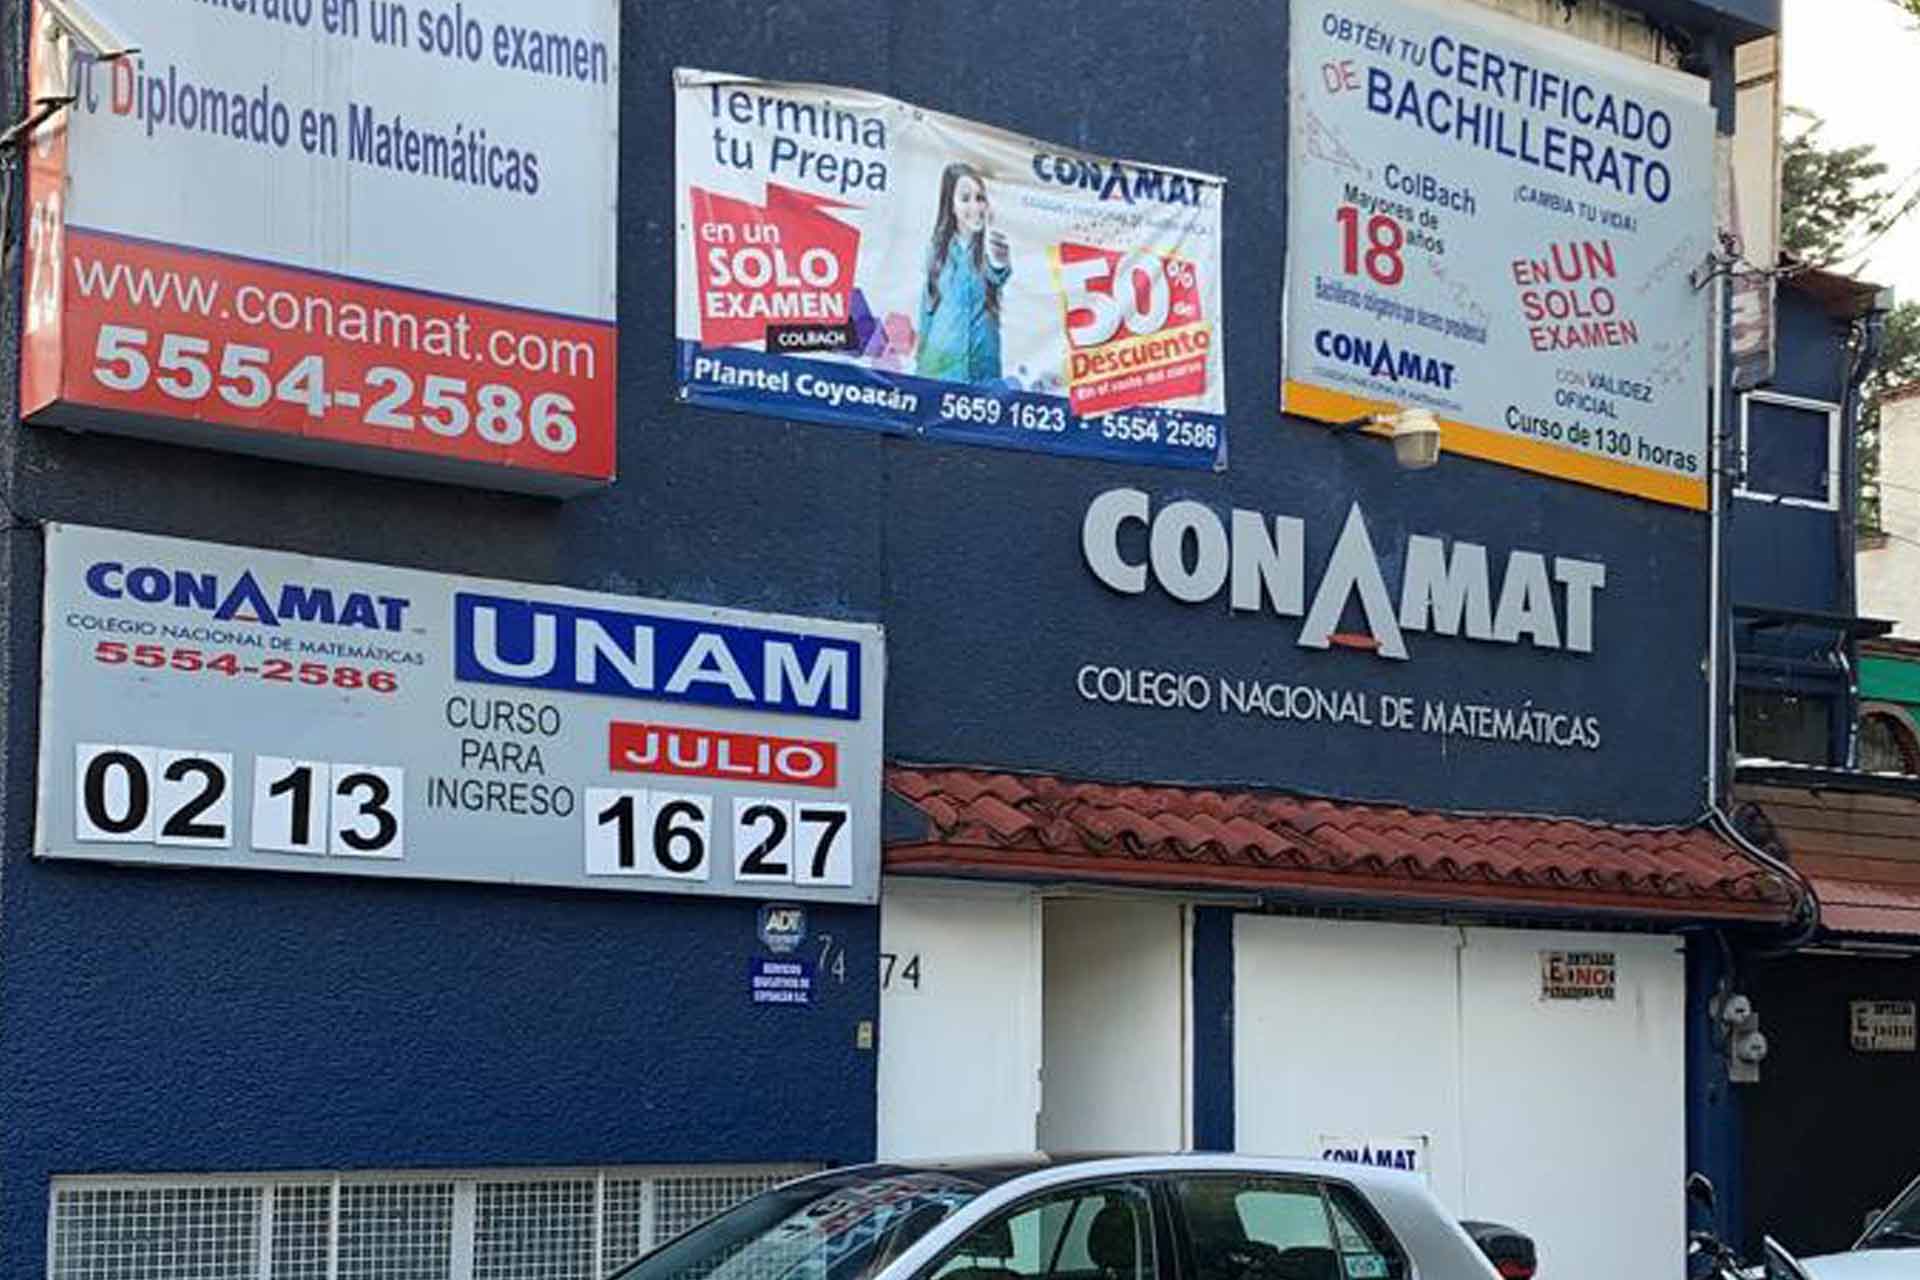 en un solo examen
π Diplomado en Matemáticas
www.conamat.com
5554-2586
23
Termina
tu Prepa
en un
SOLO
EXAMEN
COLBACH
CONAMAT
50%
de
Descuento
Plantel Coyoacán 5659 1623 - 5554 2586
OBTÉN TU CERTIFICADO
DE BACHILLERATO
ColBach
Mayores de
18 años
¡CAMBIA TU VIDA!
EN UN
SOLO
EXAMEN
CONAMAT
CON VALIDEZ
OFICIAL
Curso de 130 horas
CONAMAT
COLEGIO NACIONAL DE MATEMÁTICAS
CONAMAT
COLEGIO NACIONAL DE MATEMÁTICAS
5554-2586
UNAM
CURSO
PARA
INGRESO
JULIO
02 13
16 27
ADT
74
74
E
NO
CONAMAT
E